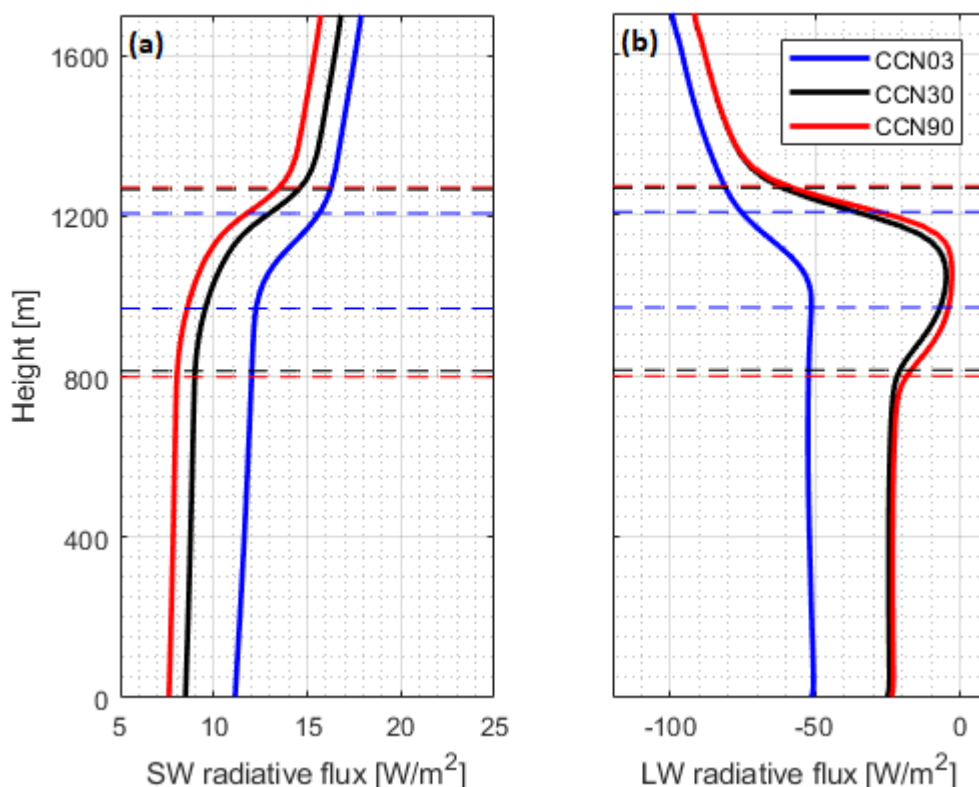 (a)
1600
1200
800
400
0
Height [m]
5 10 15 20 25
SW radiative flux [W/m²]
(b)
CCN03
CCN30
CCN90
-100 -50 0
LW radiative flux [W/m²]